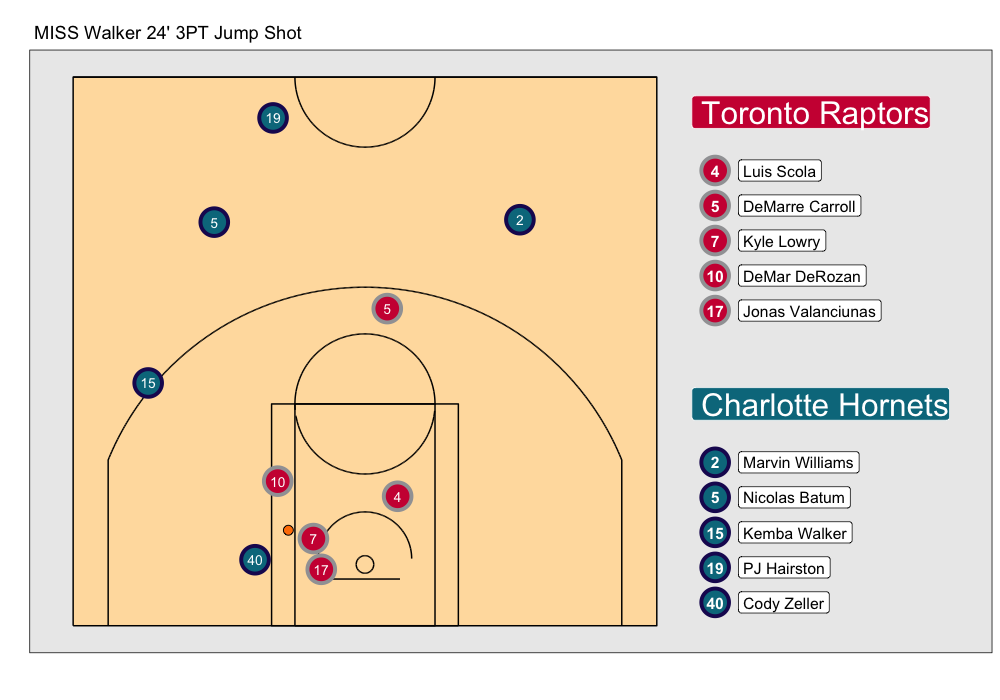 MISS Walker 24' 3PT Jump Shot
19
5
2
5
15
10
4
7
40
17
Toronto Raptors
4 Luis Scola
5 DeMarre Carroll
7 Kyle Lowry
10 DeMar DeRozan
17 Jonas Valanciunas
Charlotte Hornets
2 Marvin Williams
5 Nicolas Batum
15 Kemba Walker
19 PJ Hairston
40 Cody Zeller